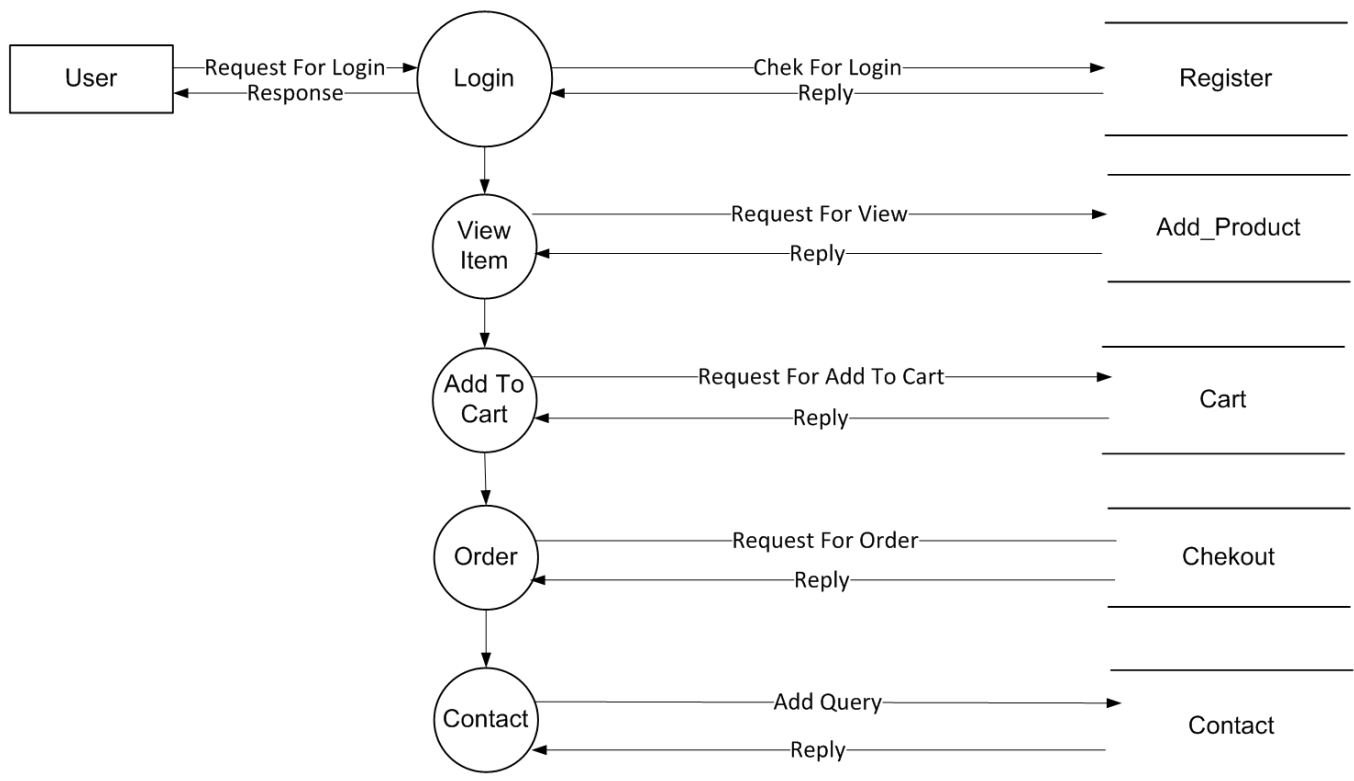 User
Request For Login
Response
Login
Chek For Login
Reply
Register
View
Item
Request For View
Reply
Add_Product
Add To
Cart
Request For Add To Cart
Reply
Cart
Order
Request For Order
Reply
Chekout
Contact
Add Query
Reply
Contact